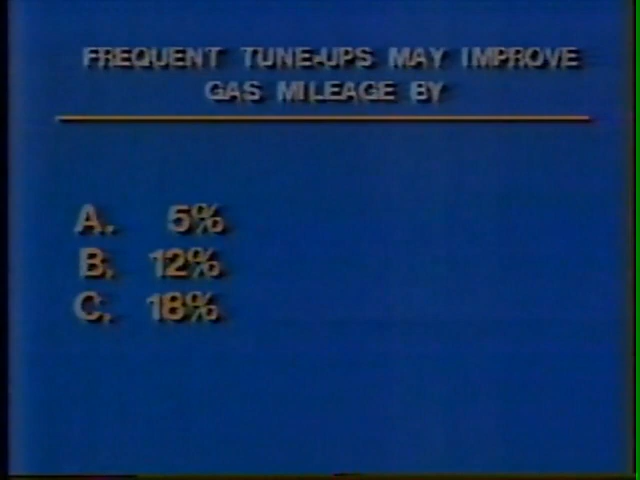 FREQUENT TUNE-UPS MAY IMPROVE
GAS MILEAGE BY
A. 5%
B. 12%
C. 18%